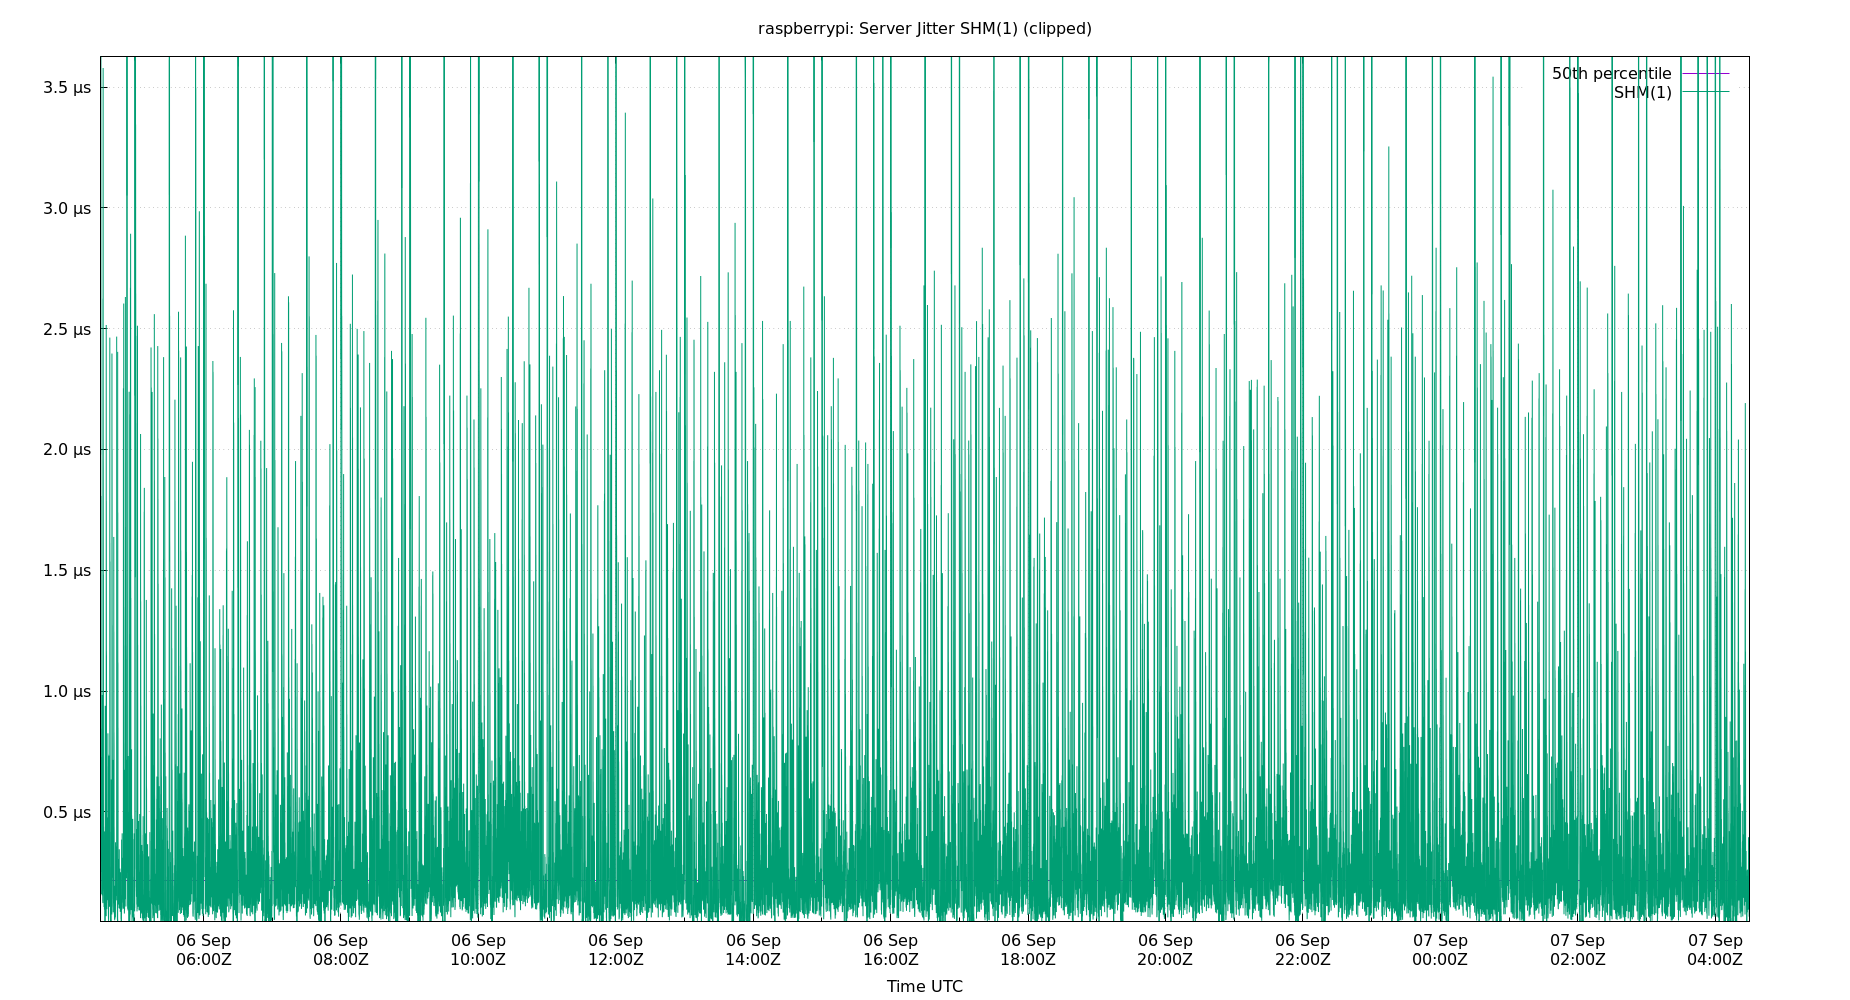 raspberrypi: Server Jitter SHM(1) (clipped)
50th percentile
SHM(1)
3.5 µs
3.0 µs
2.5 µs
2.0 µs
1.5 µs
1.0 µs
0.5 µs
06 Sep 06 Sep 06 Sep 06 Sep 06 Sep 06 Sep 06 Sep 06 Sep 06 Sep 07 Sep 07 Sep 07 Sep
06:00Z 08:00Z 10:00Z 12:00Z 14:00Z 16:00Z 18:00Z 20:00Z 22:00Z 00:00Z 02:00Z 04:00Z
Time UTC